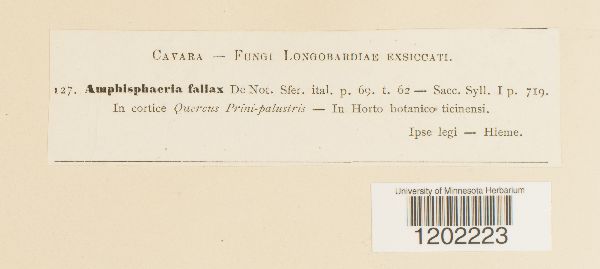 CAVARA — FUNGI LONGOBARDIAE EXSICCATI.
127. Amphisphaeria fallax De Not. Sfer. ital. p. 69. t. 62 — Sacc. Syll. I p. 719.
In cortice Quercus Prini-palustris — In Horto botanico ticinensi.
Ipse legi — Hieme.
University of Minnesota Herbarium
1202223